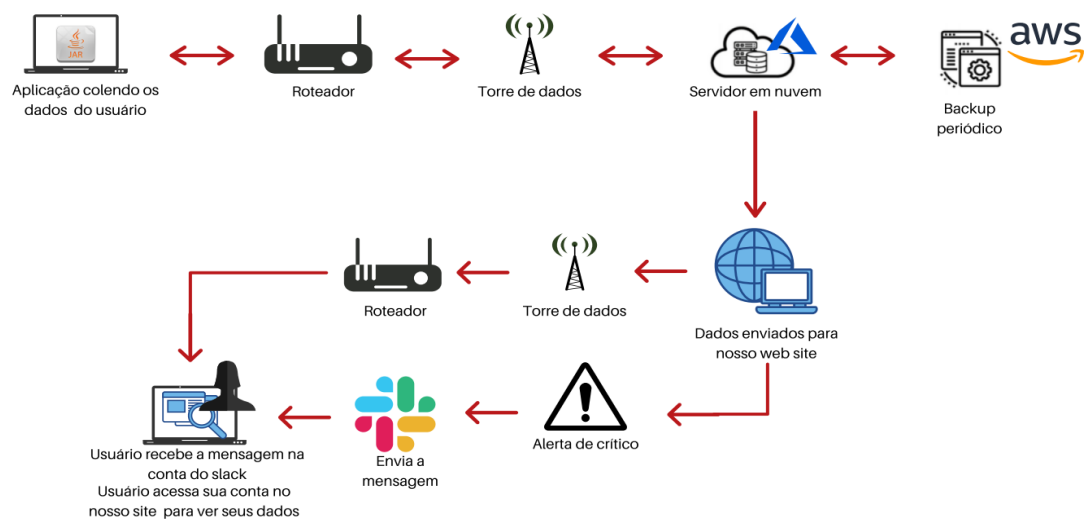 JAR
aws
Aplicação colendo os
dados do usuário
Roteador
Torre de dados
Servidor em nuvem
Backup
periódico
Roteador
Torre de dados
Dados enviados para
nosso web site
Usuário recebe a mensagem na
conta do slack
Usuário acessa sua conta no
nosso site para ver seus dados
Envia a
mensagem
Alerta de crítico